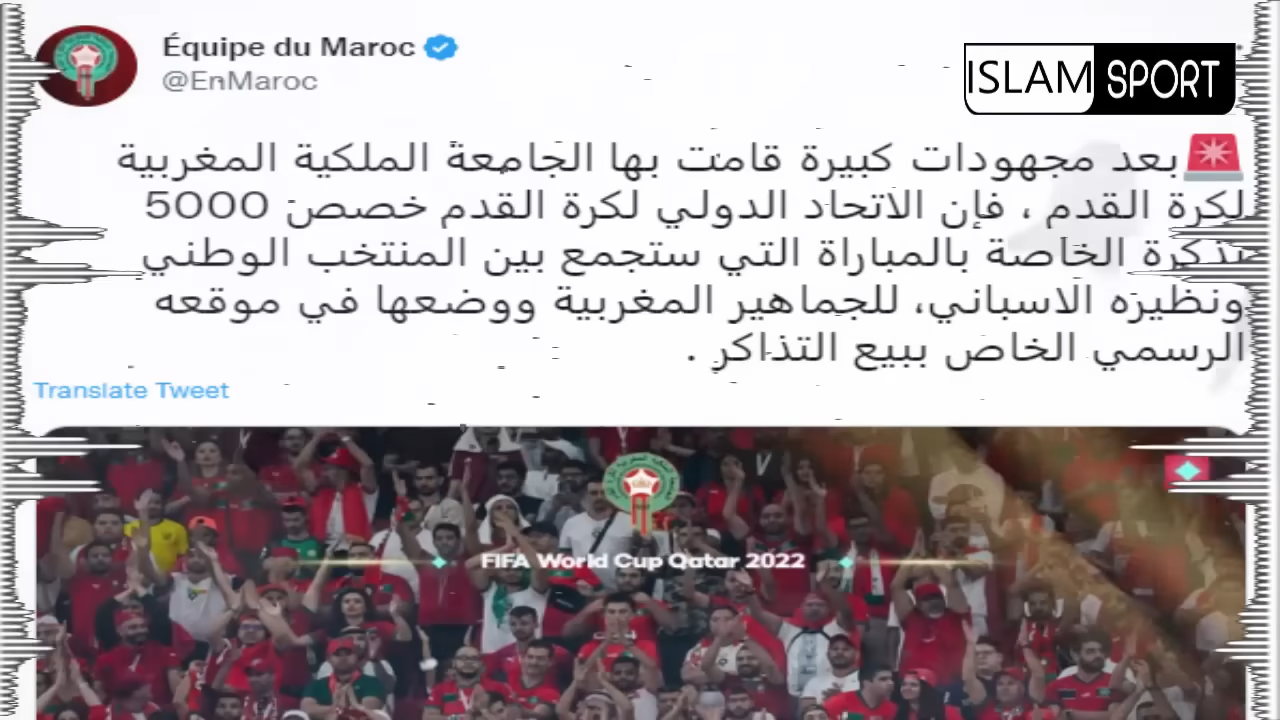 Équipe du Maroc
@EnMaroc
ISLAM SPORT
بعد مجهودات كبيرة قامت بها الجامعة الملكية المغربية
لكرة القدم ، فإن الاتحاد الدولي لكرة القدم خصص 5000
تذكرة الخاصة بالمباراة التي ستجمع بين المنتخب الوطني
ونظيره الاسباني، للجماهير المغربية ووضعها في موقعه
الرسمي الخاص ببيع التذاكر .
Translate Tweet
FIFA World Cup Qatar 2022